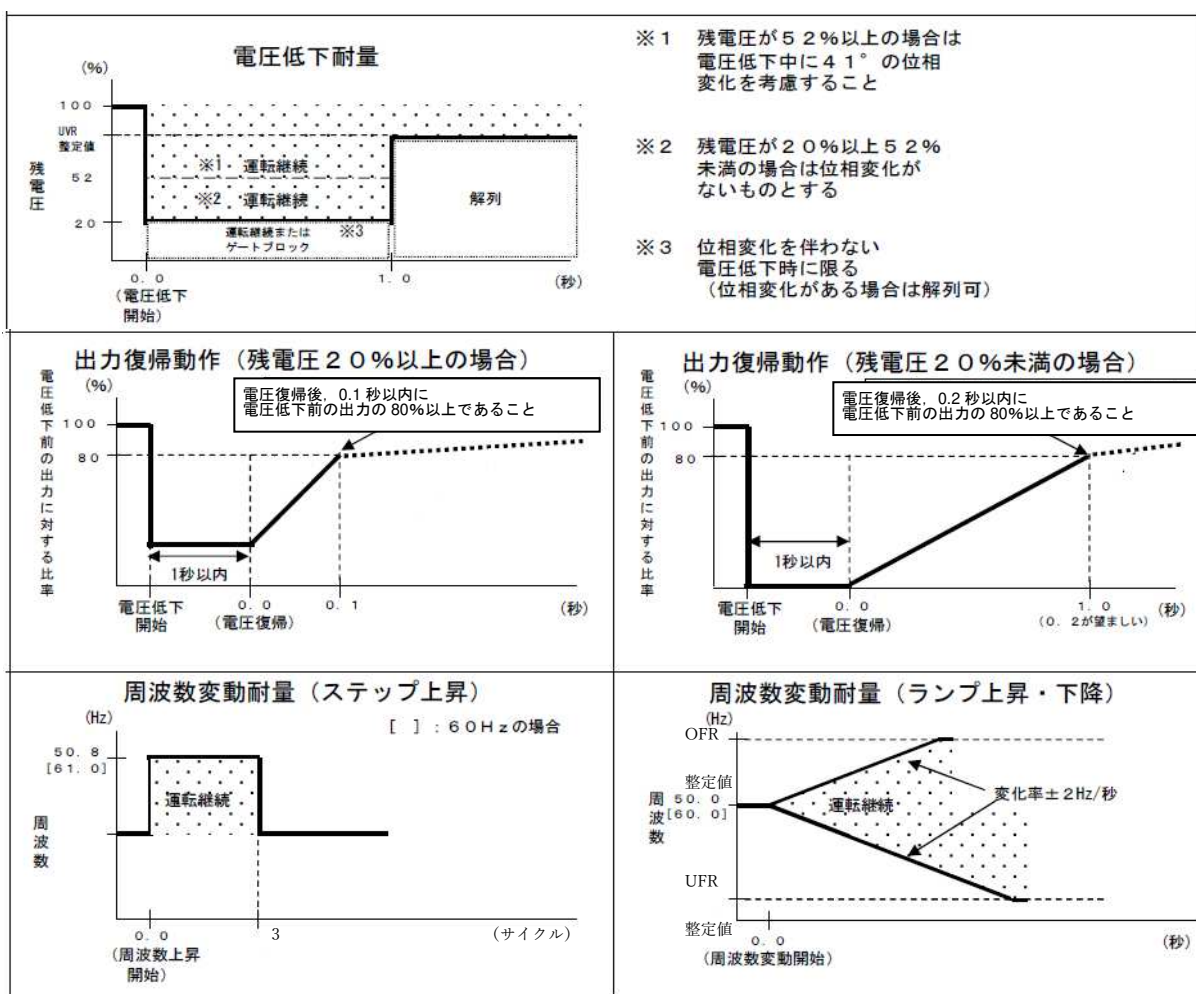 電圧低下耐量
(%)
100
UVR
整定値
52
20
残電圧
※1 運転継続
※2 運転継続
運転継続または ※3
ゲートブロック
解列
0.0
(電圧低下
開始)
1.0
(秒)
※1 残電圧が52%以上の場合は
電圧低下中に41°の位相
変化を考慮すること
※2 残電圧が20%以上52%
未満の場合は位相変化が
ないものとする
※3 位相変化を伴わない
電圧低下時に限る
(位相変化がある場合は解列可)
出力復帰動作(残電圧20%以上の場合)
電圧低下前の出力に対する比率
(%)
100
80
電圧復帰後,0.1秒以内に
電圧低下前の出力の80%以上であること
1秒以内
電圧低下
開始
0.0
(電圧復帰)
0.1
(秒)
出力復帰動作(残電圧20%未満の場合)
電圧低下前の出力に対する比率
(%)
100
80
電圧復帰後,0.2秒以内に
電圧低下前の出力の80%以上であること
1秒以内
電圧低下
開始
0.0
(電圧復帰)
1.0
(0.2が望ましい)
(秒)
周波数変動耐量(ステップ上昇)
(Hz)
[ ]:60Hzの場合
50.8
[61.0]
運転継続
周波数
0.0
(周波数上昇
開始)
3
(サイクル)
周波数変動耐量(ランプ上昇・下降)
(Hz)
OFR
整定値
周波数
50.0
[60.0]
運転継続
変化率±2Hz/秒
UFR
整定値
0.0
(周波数変動開始)
(秒)